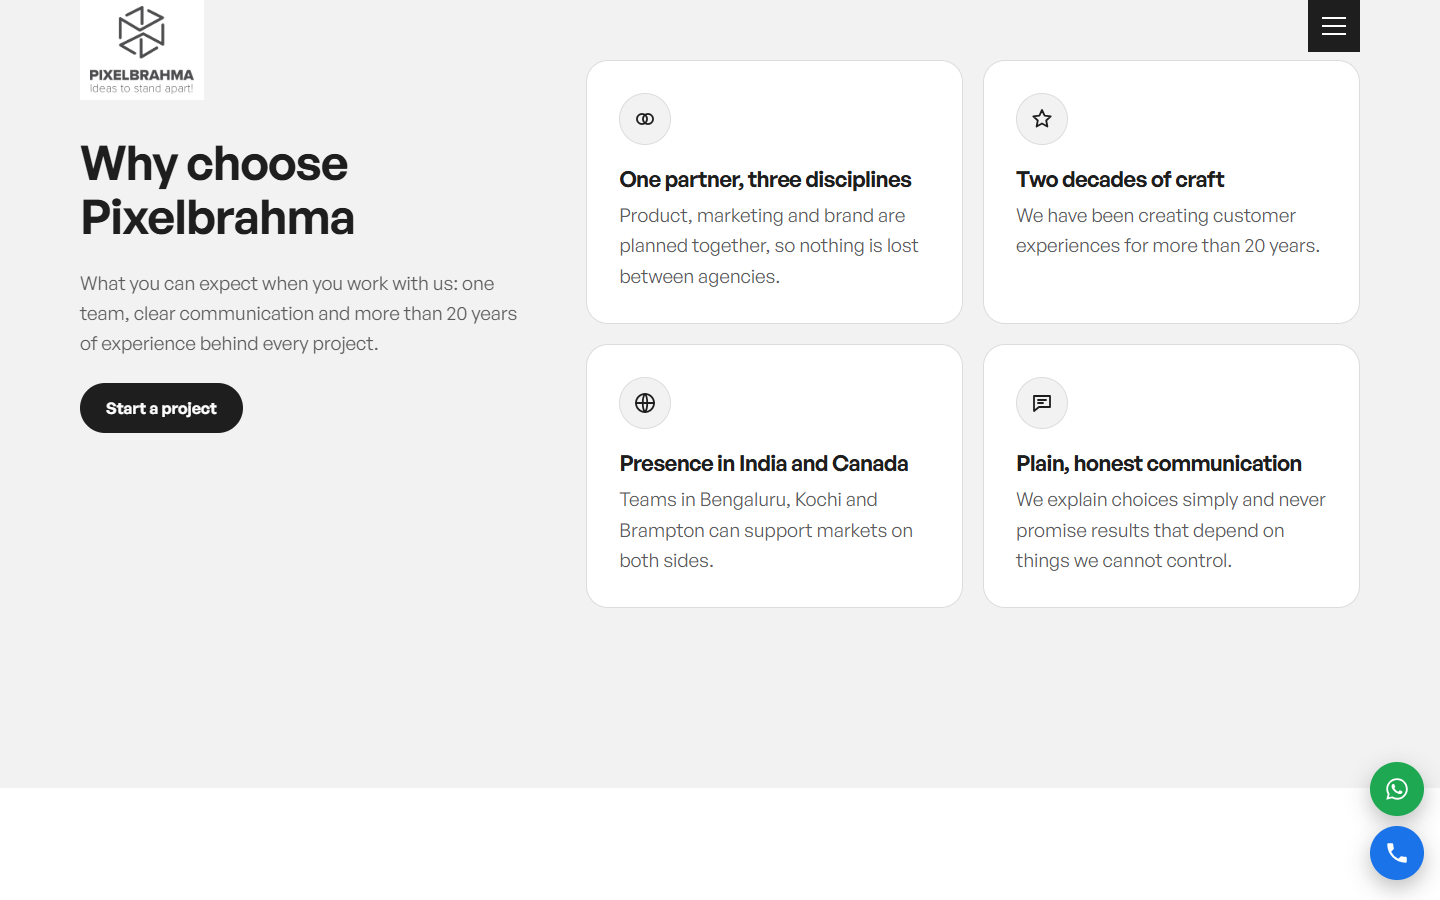 PIXELBRAHMA
Ideas to stand apart!
Why choose
Pixelbrahma
What you can expect when you work with us: one
team, clear communication and more than 20 years
of experience behind every project.
Start a project
One partner, three disciplines
Product, marketing and brand are
planned together, so nothing is lost
between agencies.
Two decades of craft
We have been creating customer
experiences for more than 20 years.
Presence in India and Canada
Teams in Bengaluru, Kochi and
Brampton can support markets on
both sides.
Plain, honest communication
We explain choices simply and never
promise results that depend on
things we cannot control.